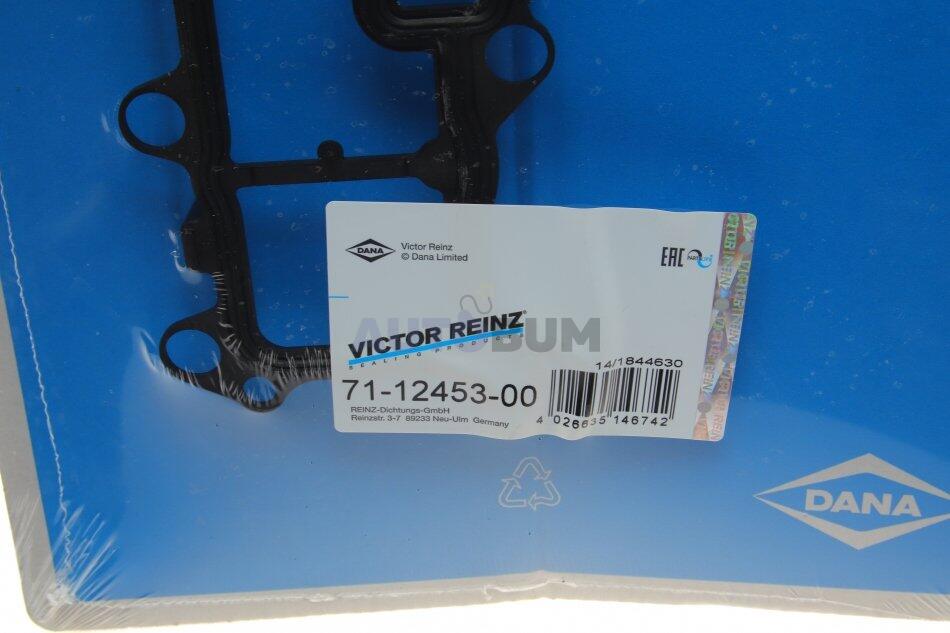 DANA
Victor Reinz
© Dana Limited
EAC
VICTOR REINZ®
SEALING PRODUCTS
AUTOBUM
71-12453-00
14/1844630
REINZ-Dichtungs-GmbH
Reinzstr. 3-7 89233 Neu-Ulm Germany
4 026635 146742
DANA